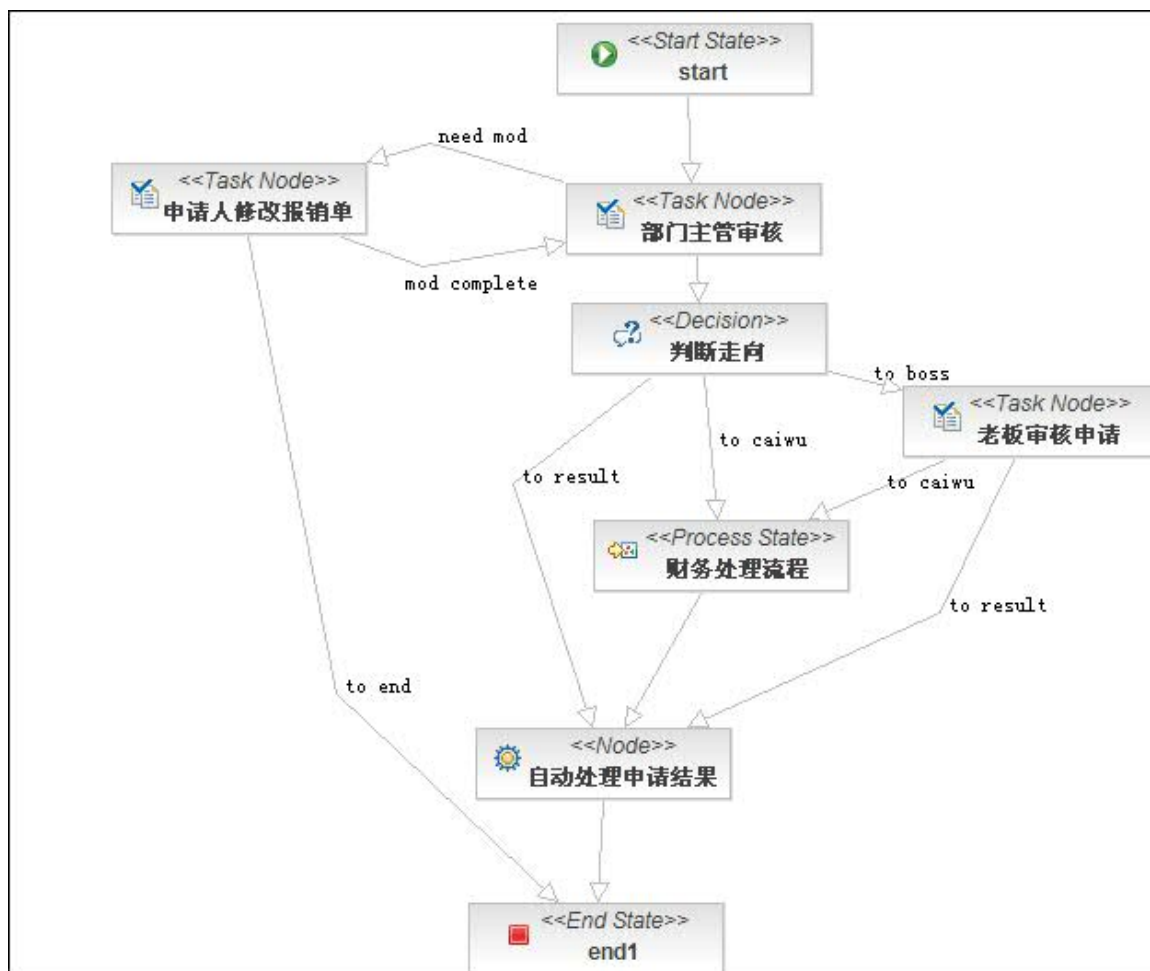 <<Start State>>
start
need mod
<<Task Node>>
申请人修改报销单
<<Task Node>>
部门主管审核
mod complete
<<Decision>>
判断走向
to boss
<<Task Node>>
老板审核申请
to caiwu
to result
to caiwu
<<Process State>>
财务处理流程
to result
to end
<<Node>>
自动处理申请结果
<<End State>>
end1